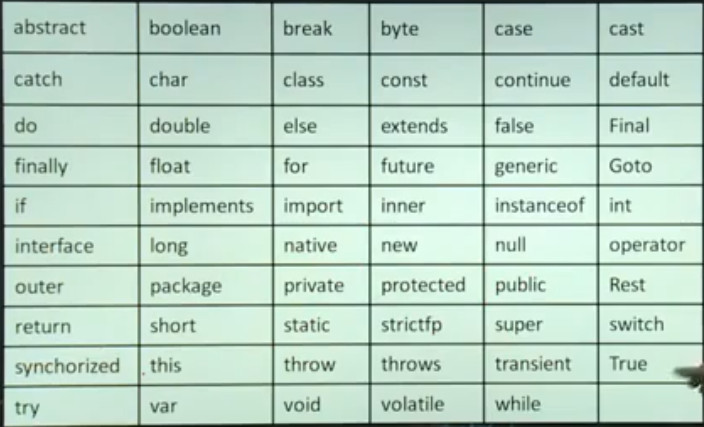 abstract boolean break byte case cast
catch char class const continue default
do double else extends false Final
finally float for future generic Goto
if implements import inner instanceof int
interface long native new null operator
outer package private protected public Rest
return short static strictfp super switch
synchorized this throw throws transient True
try var void volatile while